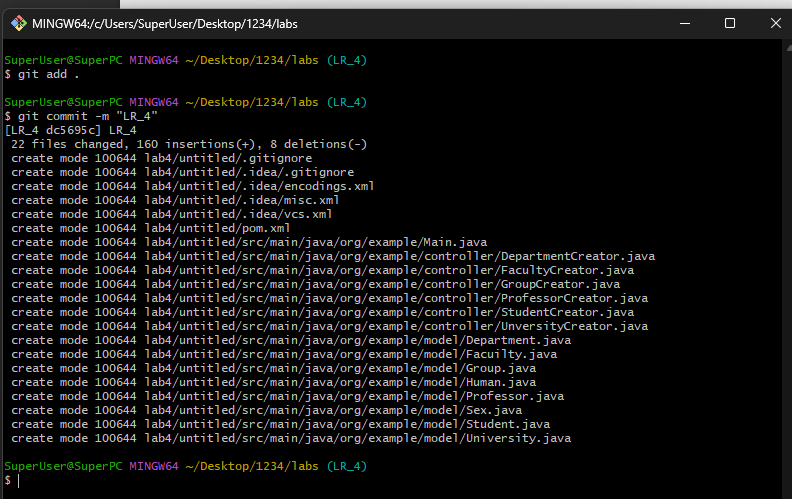 MINGW64:/c/Users/SuperUser/Desktop/1234/labs
SuperUser@SuperPC MINGW64 ~/Desktop/1234/labs (LR_4)
$ git add .
SuperUser@SuperPC MINGW64 ~/Desktop/1234/labs (LR_4)
$ git commit -m "LR_4"
[LR_4 dc5695c] LR_4
22 files changed, 160 insertions(+), 8 deletions(-)
create mode 100644 lab4/untitled/.gitignore
create mode 100644 lab4/untitled/.idea/.gitignore
create mode 100644 lab4/untitled/.idea/encodings.xml
create mode 100644 lab4/untitled/.idea/misc.xml
create mode 100644 lab4/untitled/.idea/vcs.xml
create mode 100644 lab4/untitled/pom.xml
create mode 100644 lab4/untitled/src/main/java/org/example/Main.java
create mode 100644 lab4/untitled/src/main/java/org/example/controller/DepartmentCreator.java
create mode 100644 lab4/untitled/src/main/java/org/example/controller/FacultyCreator.java
create mode 100644 lab4/untitled/src/main/java/org/example/controller/GroupCreator.java
create mode 100644 lab4/untitled/src/main/java/org/example/controller/ProfessorCreator.java
create mode 100644 lab4/untitled/src/main/java/org/example/controller/StudentCreator.java
create mode 100644 lab4/untitled/src/main/java/org/example/controller/UnversityCreator.java
create mode 100644 lab4/untitled/src/main/java/org/example/model/Department.java
create mode 100644 lab4/untitled/src/main/java/org/example/model/Facuilty.java
create mode 100644 lab4/untitled/src/main/java/org/example/model/Group.java
create mode 100644 lab4/untitled/src/main/java/org/example/model/Human.java
create mode 100644 lab4/untitled/src/main/java/org/example/model/Professor.java
create mode 100644 lab4/untitled/src/main/java/org/example/model/Sex.java
create mode 100644 lab4/untitled/src/main/java/org/example/model/Student.java
create mode 100644 lab4/untitled/src/main/java/org/example/model/University.java
SuperUser@SuperPC MINGW64 ~/Desktop/1234/labs (LR_4)
$